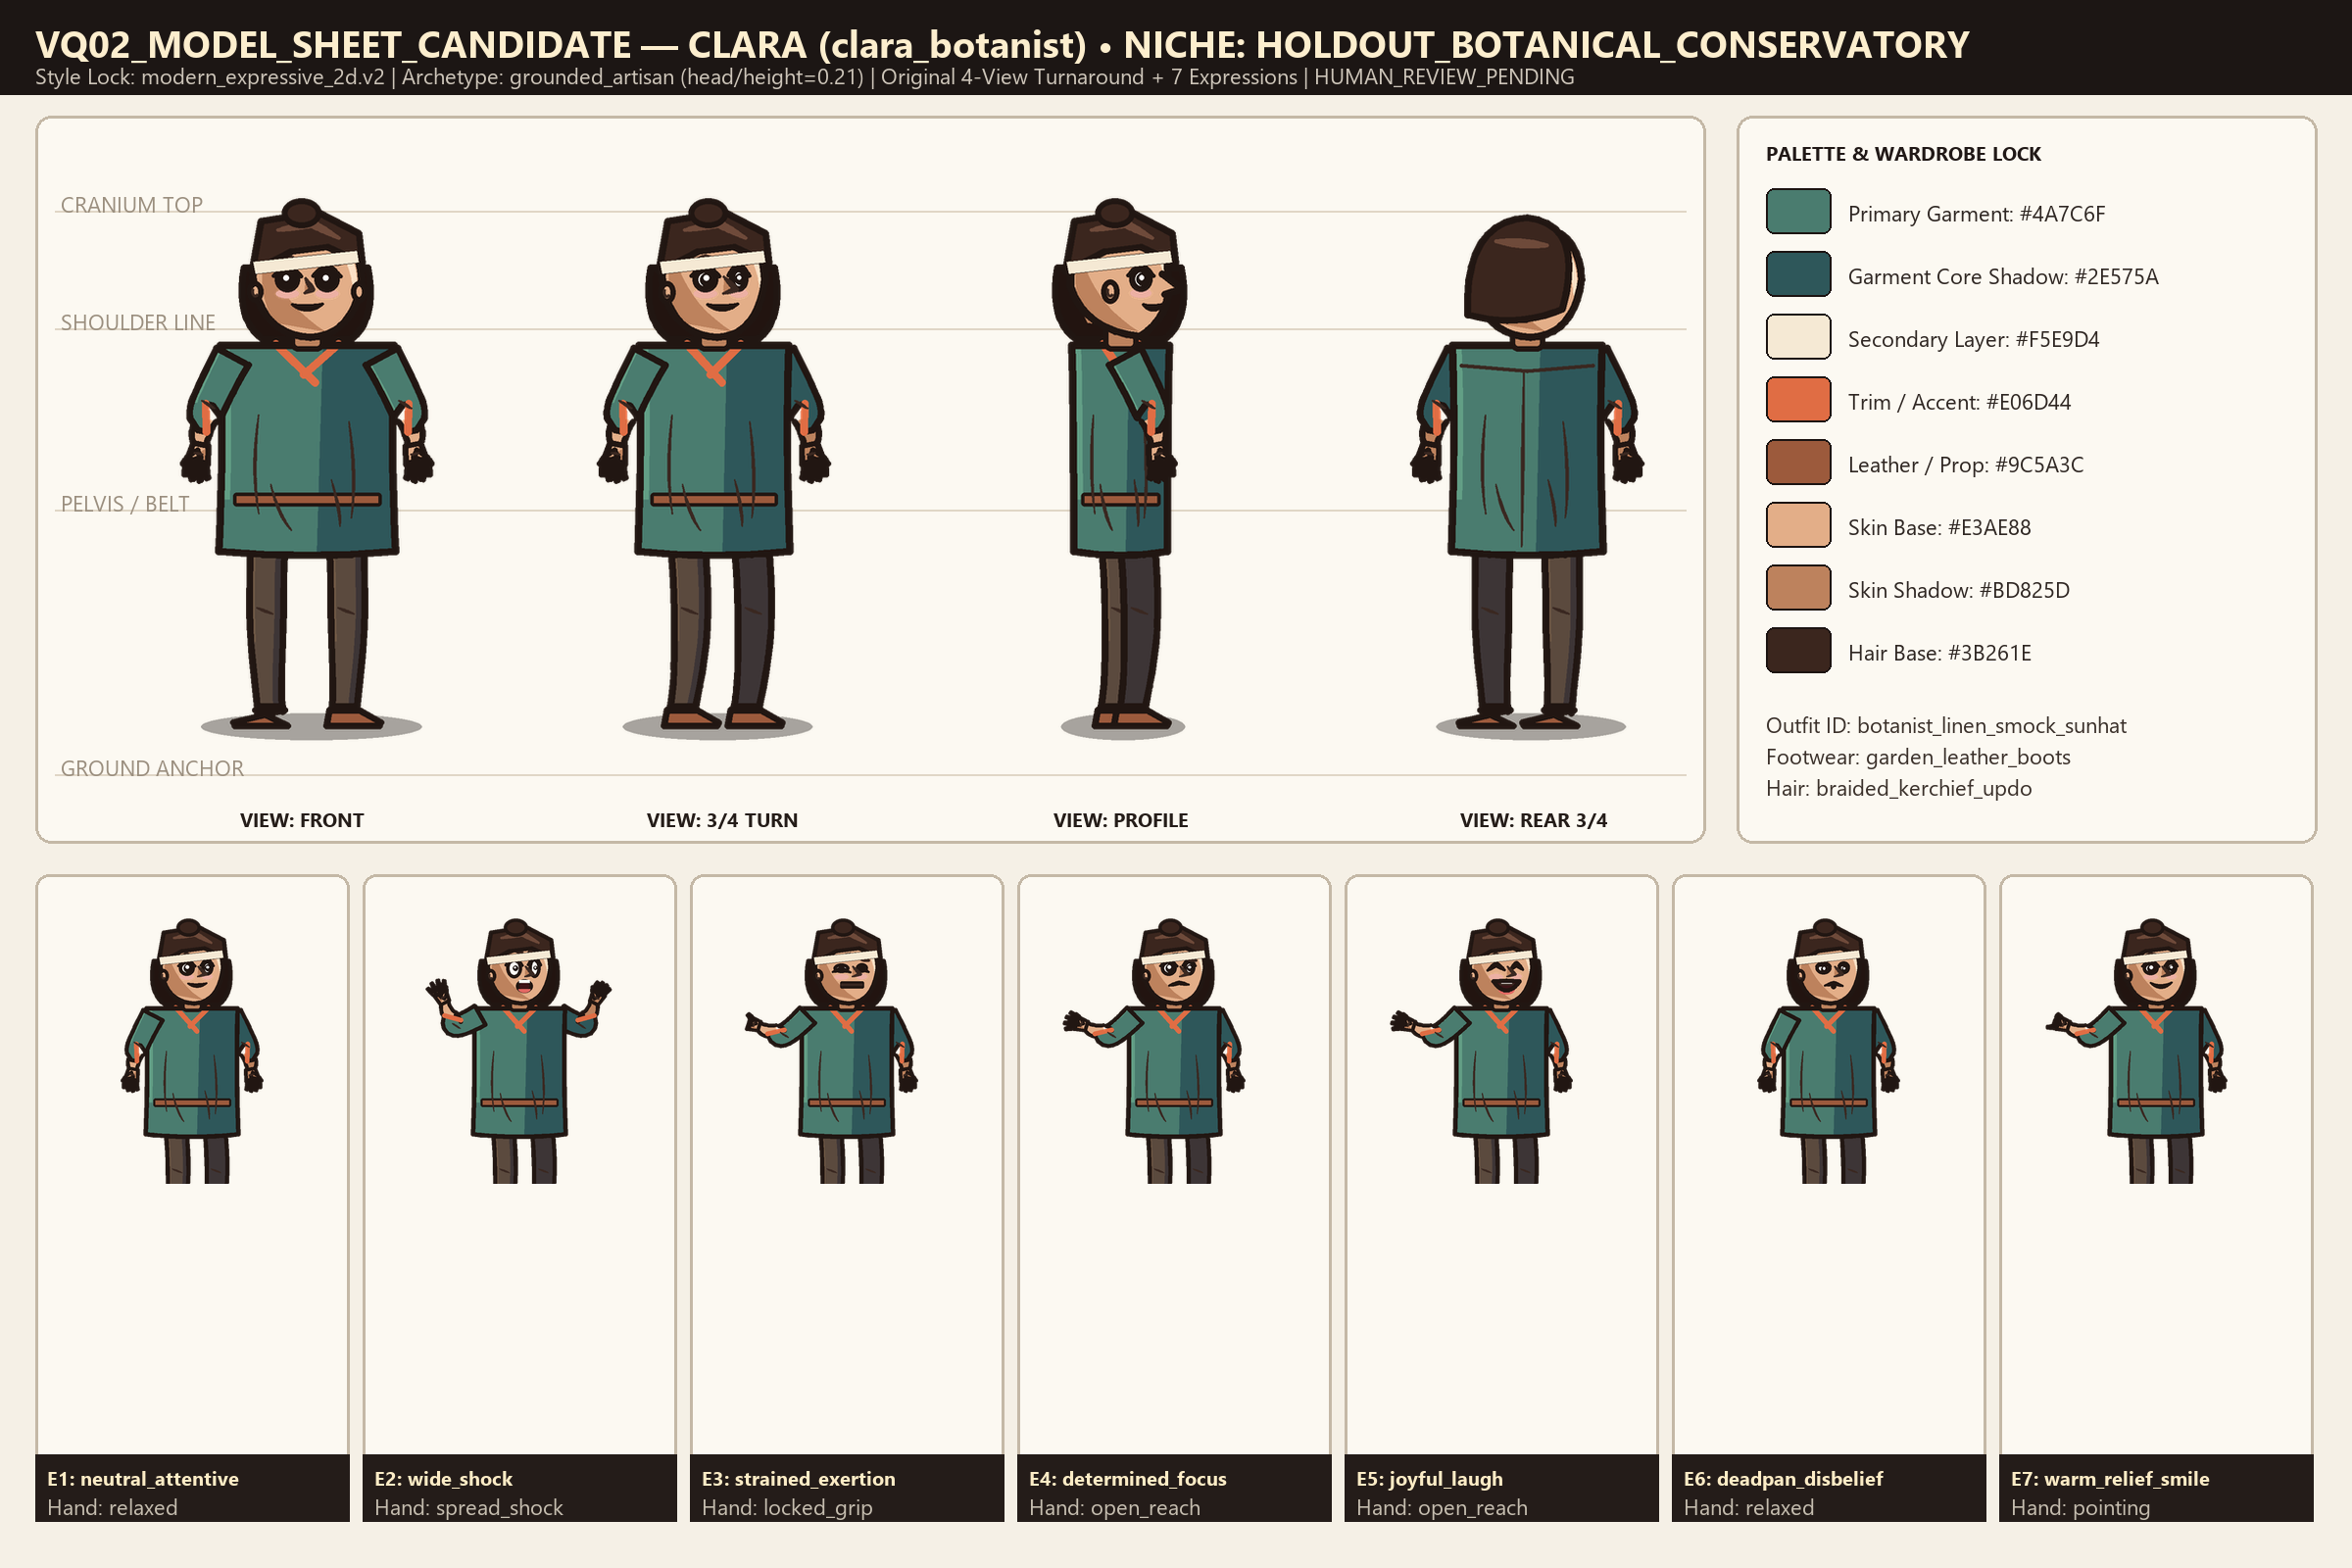 VQ02_MODEL_SHEET_CANDIDATE — CLARA (clara_botanist) • NICHE: HOLDOUT_BOTANICAL_CONSERVATORY
Style Lock: modern_expressive_2d.v2 | Archetype: grounded_artisan (head/height=0.21) | Original 4-View Turnaround + 7 Expressions | HUMAN_REVIEW_PENDING
CRANIUM TOP
SHOULDER LINE
PELVIS / BELT
GROUND ANCHOR
VIEW: FRONT
VIEW: 3/4 TURN
VIEW: PROFILE
VIEW: REAR 3/4
PALETTE & WARDROBE LOCK
Primary Garment: #4A7C6F
Garment Core Shadow: #2E575A
Secondary Layer: #F5E9D4
Trim / Accent: #E06D44
Leather / Prop: #9C5A3C
Skin Base: #E3AE88
Skin Shadow: #BD825D
Hair Base: #3B261E
Outfit ID: botanist_linen_smock_sunhat
Footwear: garden_leather_boots
Hair: braided_kerchief_updo
E1: neutral_attentive
Hand: relaxed
E2: wide_shock
Hand: spread_shock
E3: strained_exertion
Hand: locked_grip
E4: determined_focus
Hand: open_reach
E5: joyful_laugh
Hand: open_reach
E6: deadpan_disbelief
Hand: relaxed
E7: warm_relief_smile
Hand: pointing